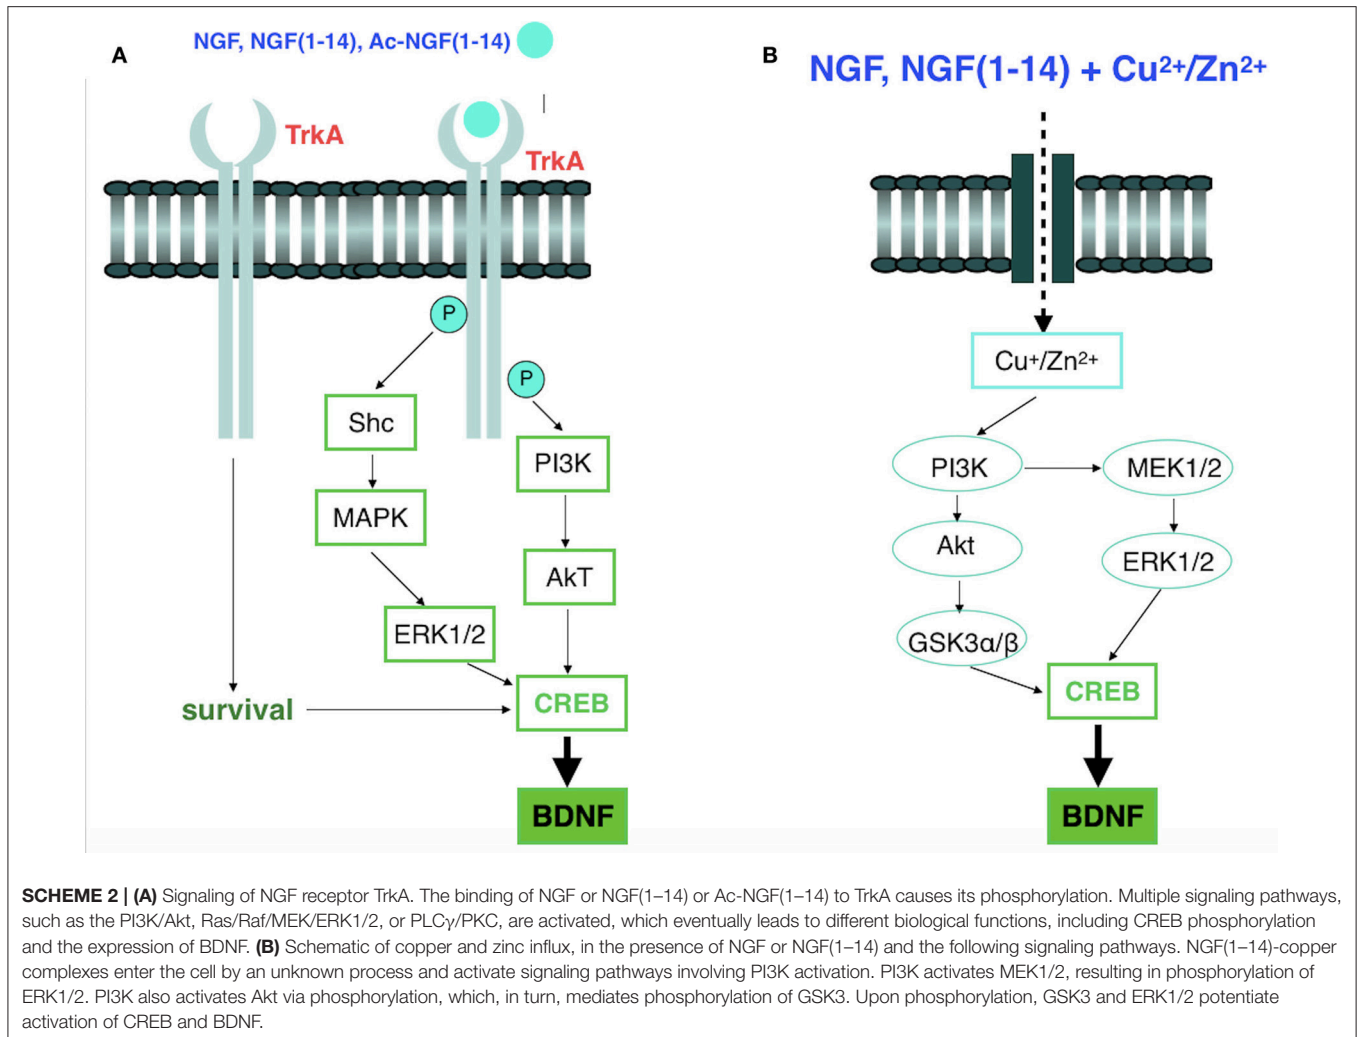 A
NGF, NGF(1-14), Ac-NGF(1-14)
TrkA
TrkA
P
P
Shc
PI3K
MAPK
AkT
ERK1/2
survival
CREB
BDNF
B
NGF, NGF(1-14) + Cu²⁺/Zn²⁺
Cu⁺/Zn²⁺
PI3K
MEK1/2
Akt
ERK1/2
GSK3α/β
CREB
BDNF
SCHEME 2 | (A) Signaling of NGF receptor TrkA. The binding of NGF or NGF(1–14) or Ac-NGF(1–14) to TrkA causes its phosphorylation. Multiple signaling pathways,
such as the PI3K/Akt, Ras/Raf/MEK/ERK1/2, or PLCγ/PKC, are activated, which eventually leads to different biological functions, including CREB phosphorylation
and the expression of BDNF. (B) Schematic of copper and zinc influx, in the presence of NGF or NGF(1–14) and the following signaling pathways. NGF(1–14)-copper
complexes enter the cell by an unknown process and activate signaling pathways involving PI3K activation. PI3K activates MEK1/2, resulting in phosphorylation of
ERK1/2. PI3K also activates Akt via phosphorylation, which, in turn, mediates phosphorylation of GSK3. Upon phosphorylation, GSK3 and ERK1/2 potentiate
activation of CREB and BDNF.